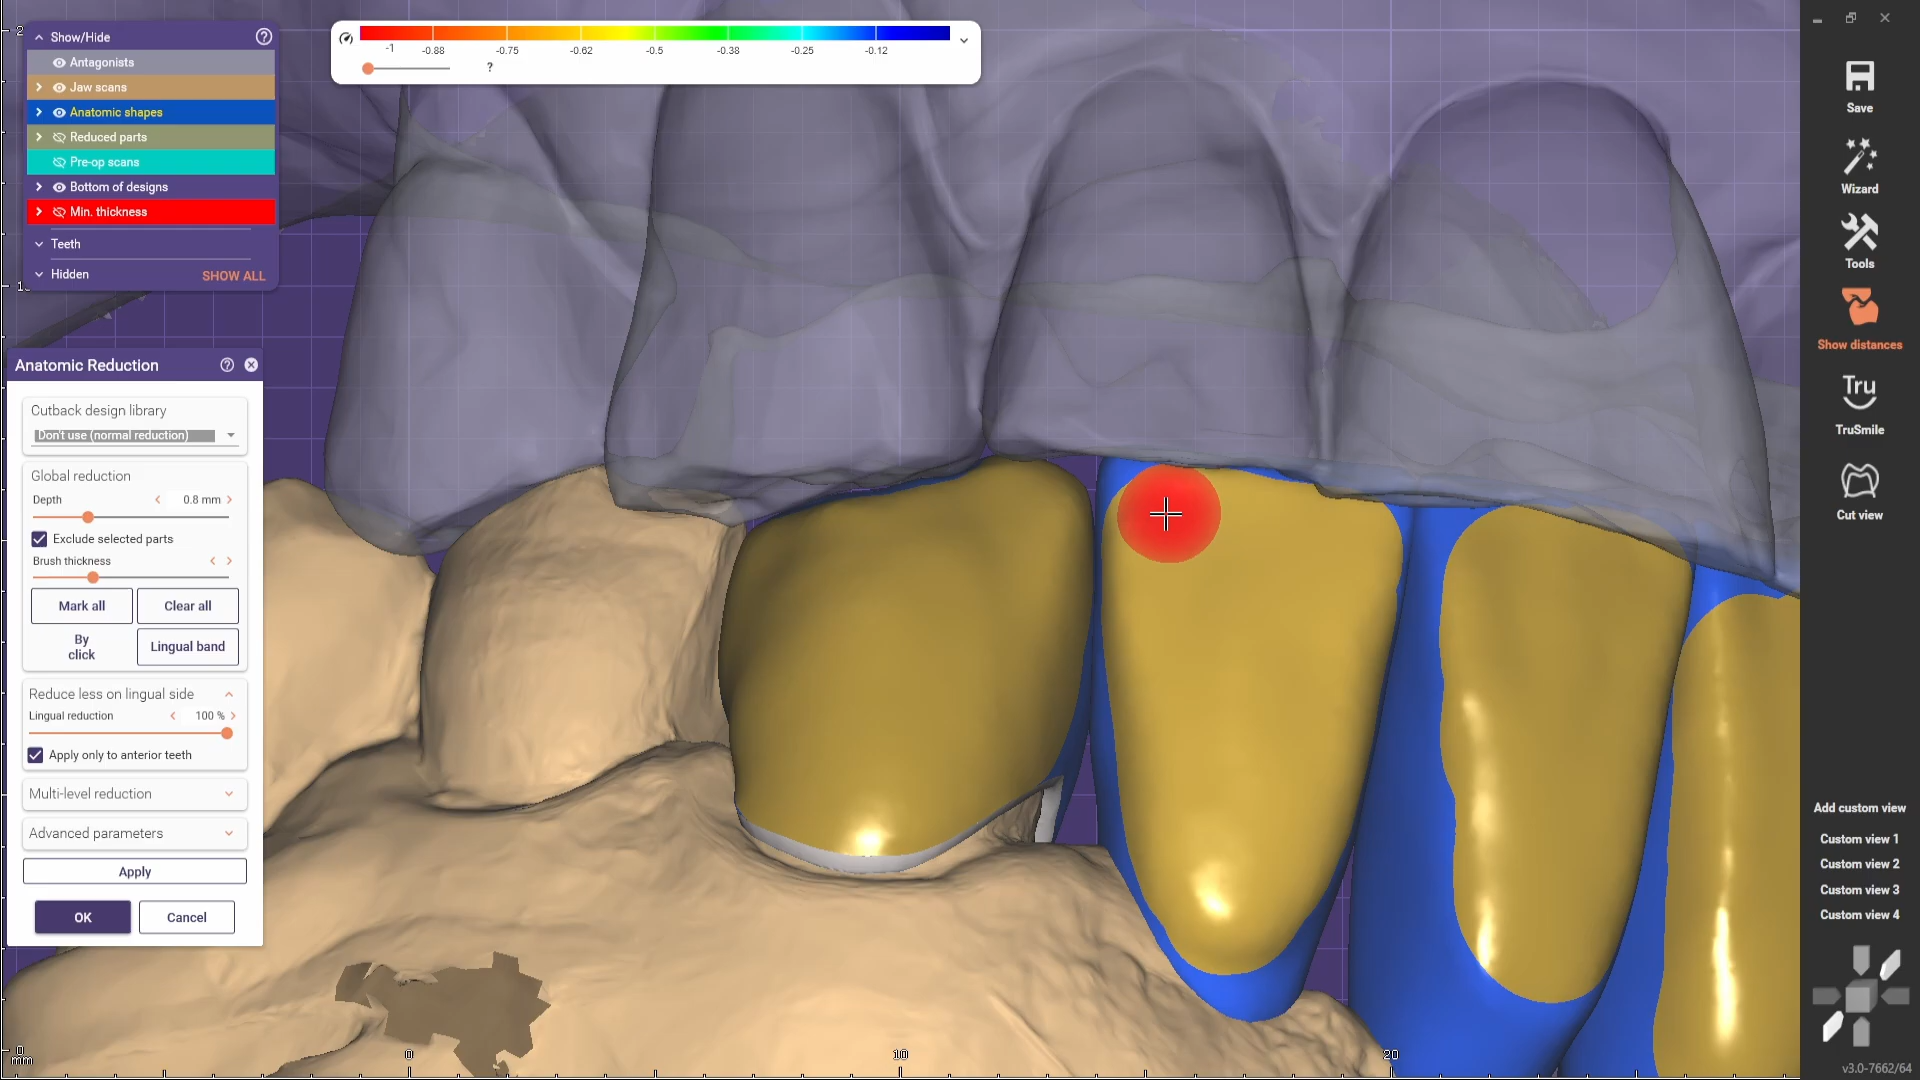 Show/Hide
Antagonists
Jaw scans
Anatomic shapes
Reduced parts
Pre-op scans
Bottom of designs
Min. thickness
Teeth
Hidden
SHOW ALL
-1
-0.88
-0.75
-0.62
-0.5
-0.38
-0.25
-0.12
?
Anatomic Reduction
Cutback design library
Don't use (normal reduction)
Global reduction
Depth
0.8 mm
Exclude selected parts
Brush thickness
Mark all
Clear all
By
click
Lingual band
Reduce less on lingual side
Lingual reduction
100 %
Apply only to anterior teeth
Multi-level reduction
Advanced parameters
Apply
OK
Cancel
0
mm
0
10
20
Save
Wizard
Tools
Show distances
Tru
TruSmile
Cut view
Add custom view
Custom view 1
Custom view 2
Custom view 3
Custom view 4
v3.0-7662/64